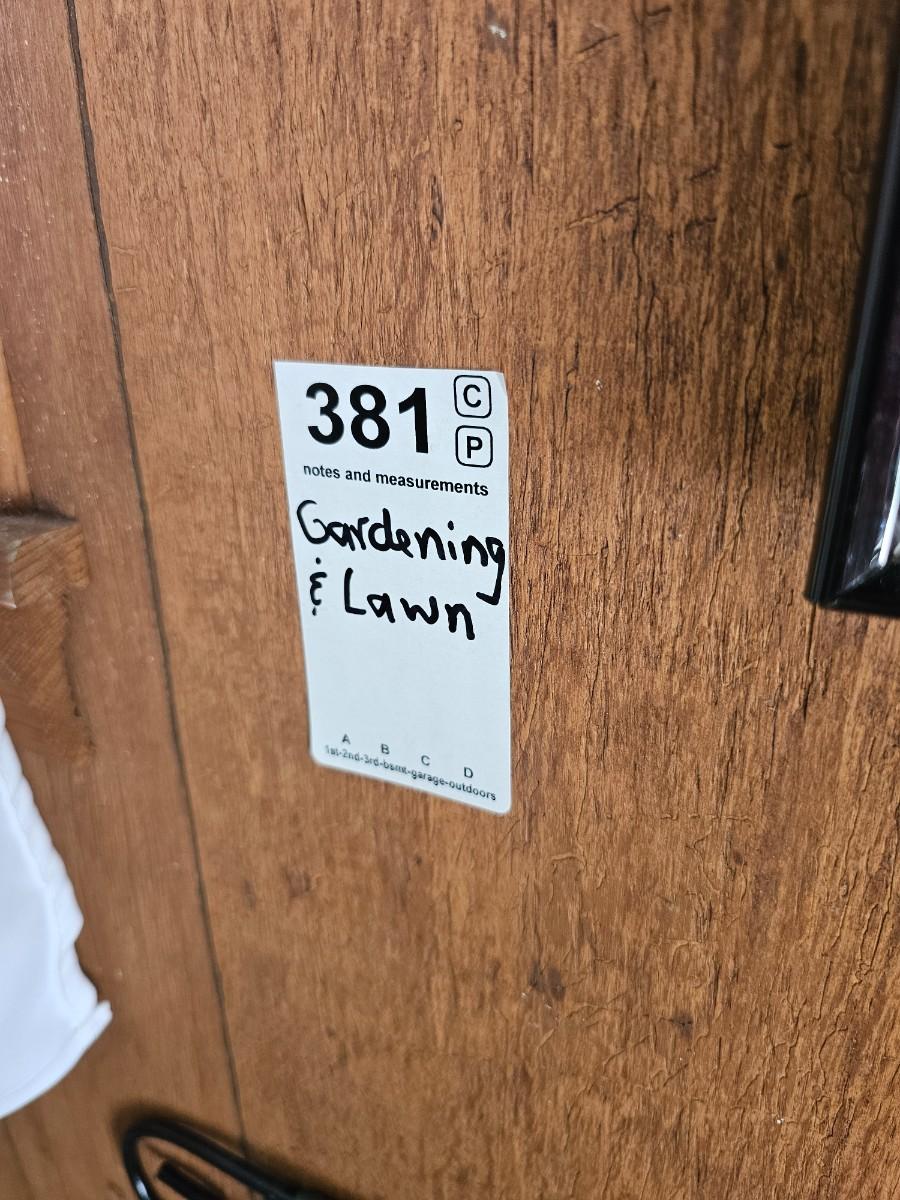 381 C
P
notes and measurements
Gardening
& Lawn
A B C D
1st-2nd-3rd-bsmt-garage-outdoors